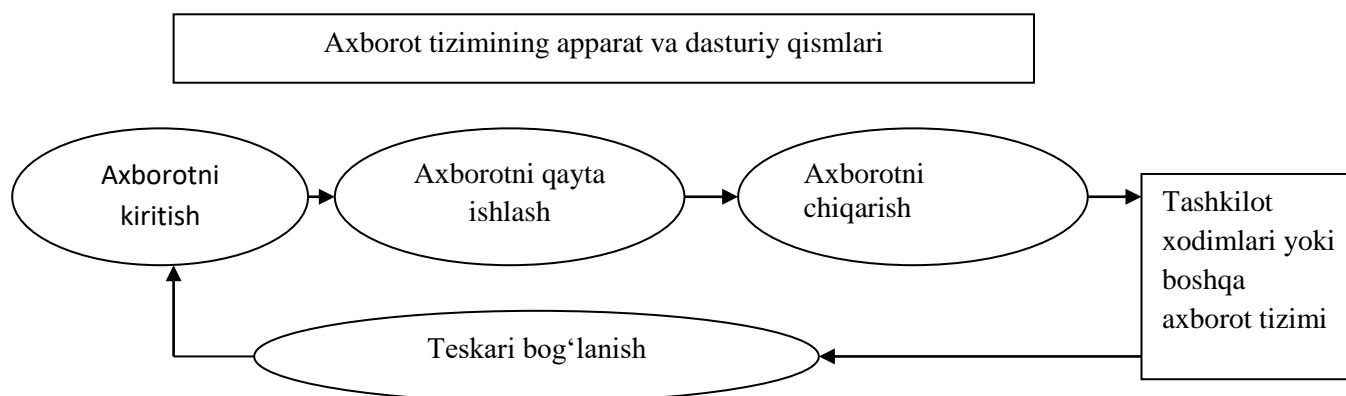 Axborot tizimining apparat va dasturiy qismlari
Axborotni
kiritish
Axborotni qayta
ishlash
Axborotni
chiqarish
Tashkilot
xodimlari yoki
boshqa
axborot tizimi
Teskari bog‘lanish